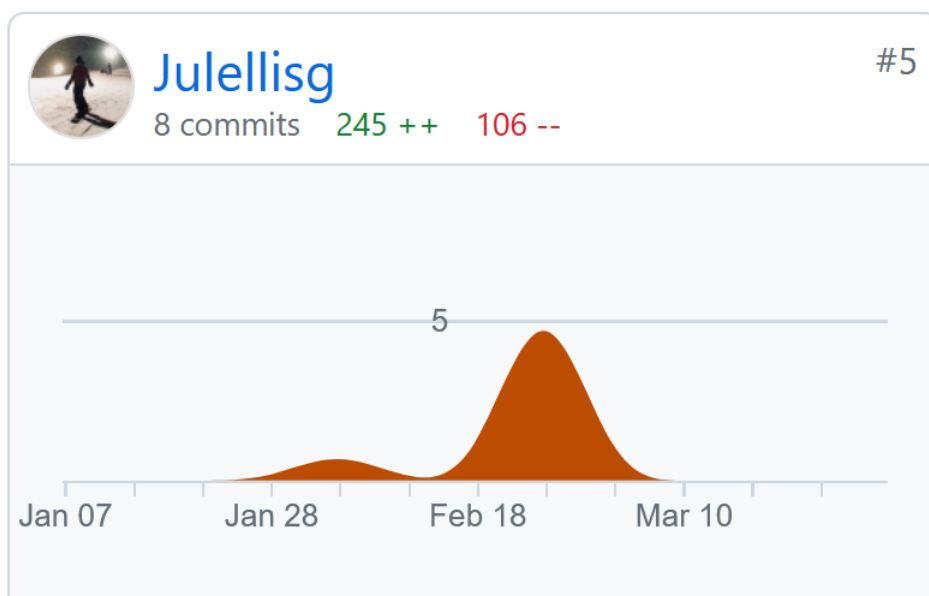 Julellisg
#5
8 commits 245 ++ 106 --
5
Jan 07 Jan 28 Feb 18 Mar 10